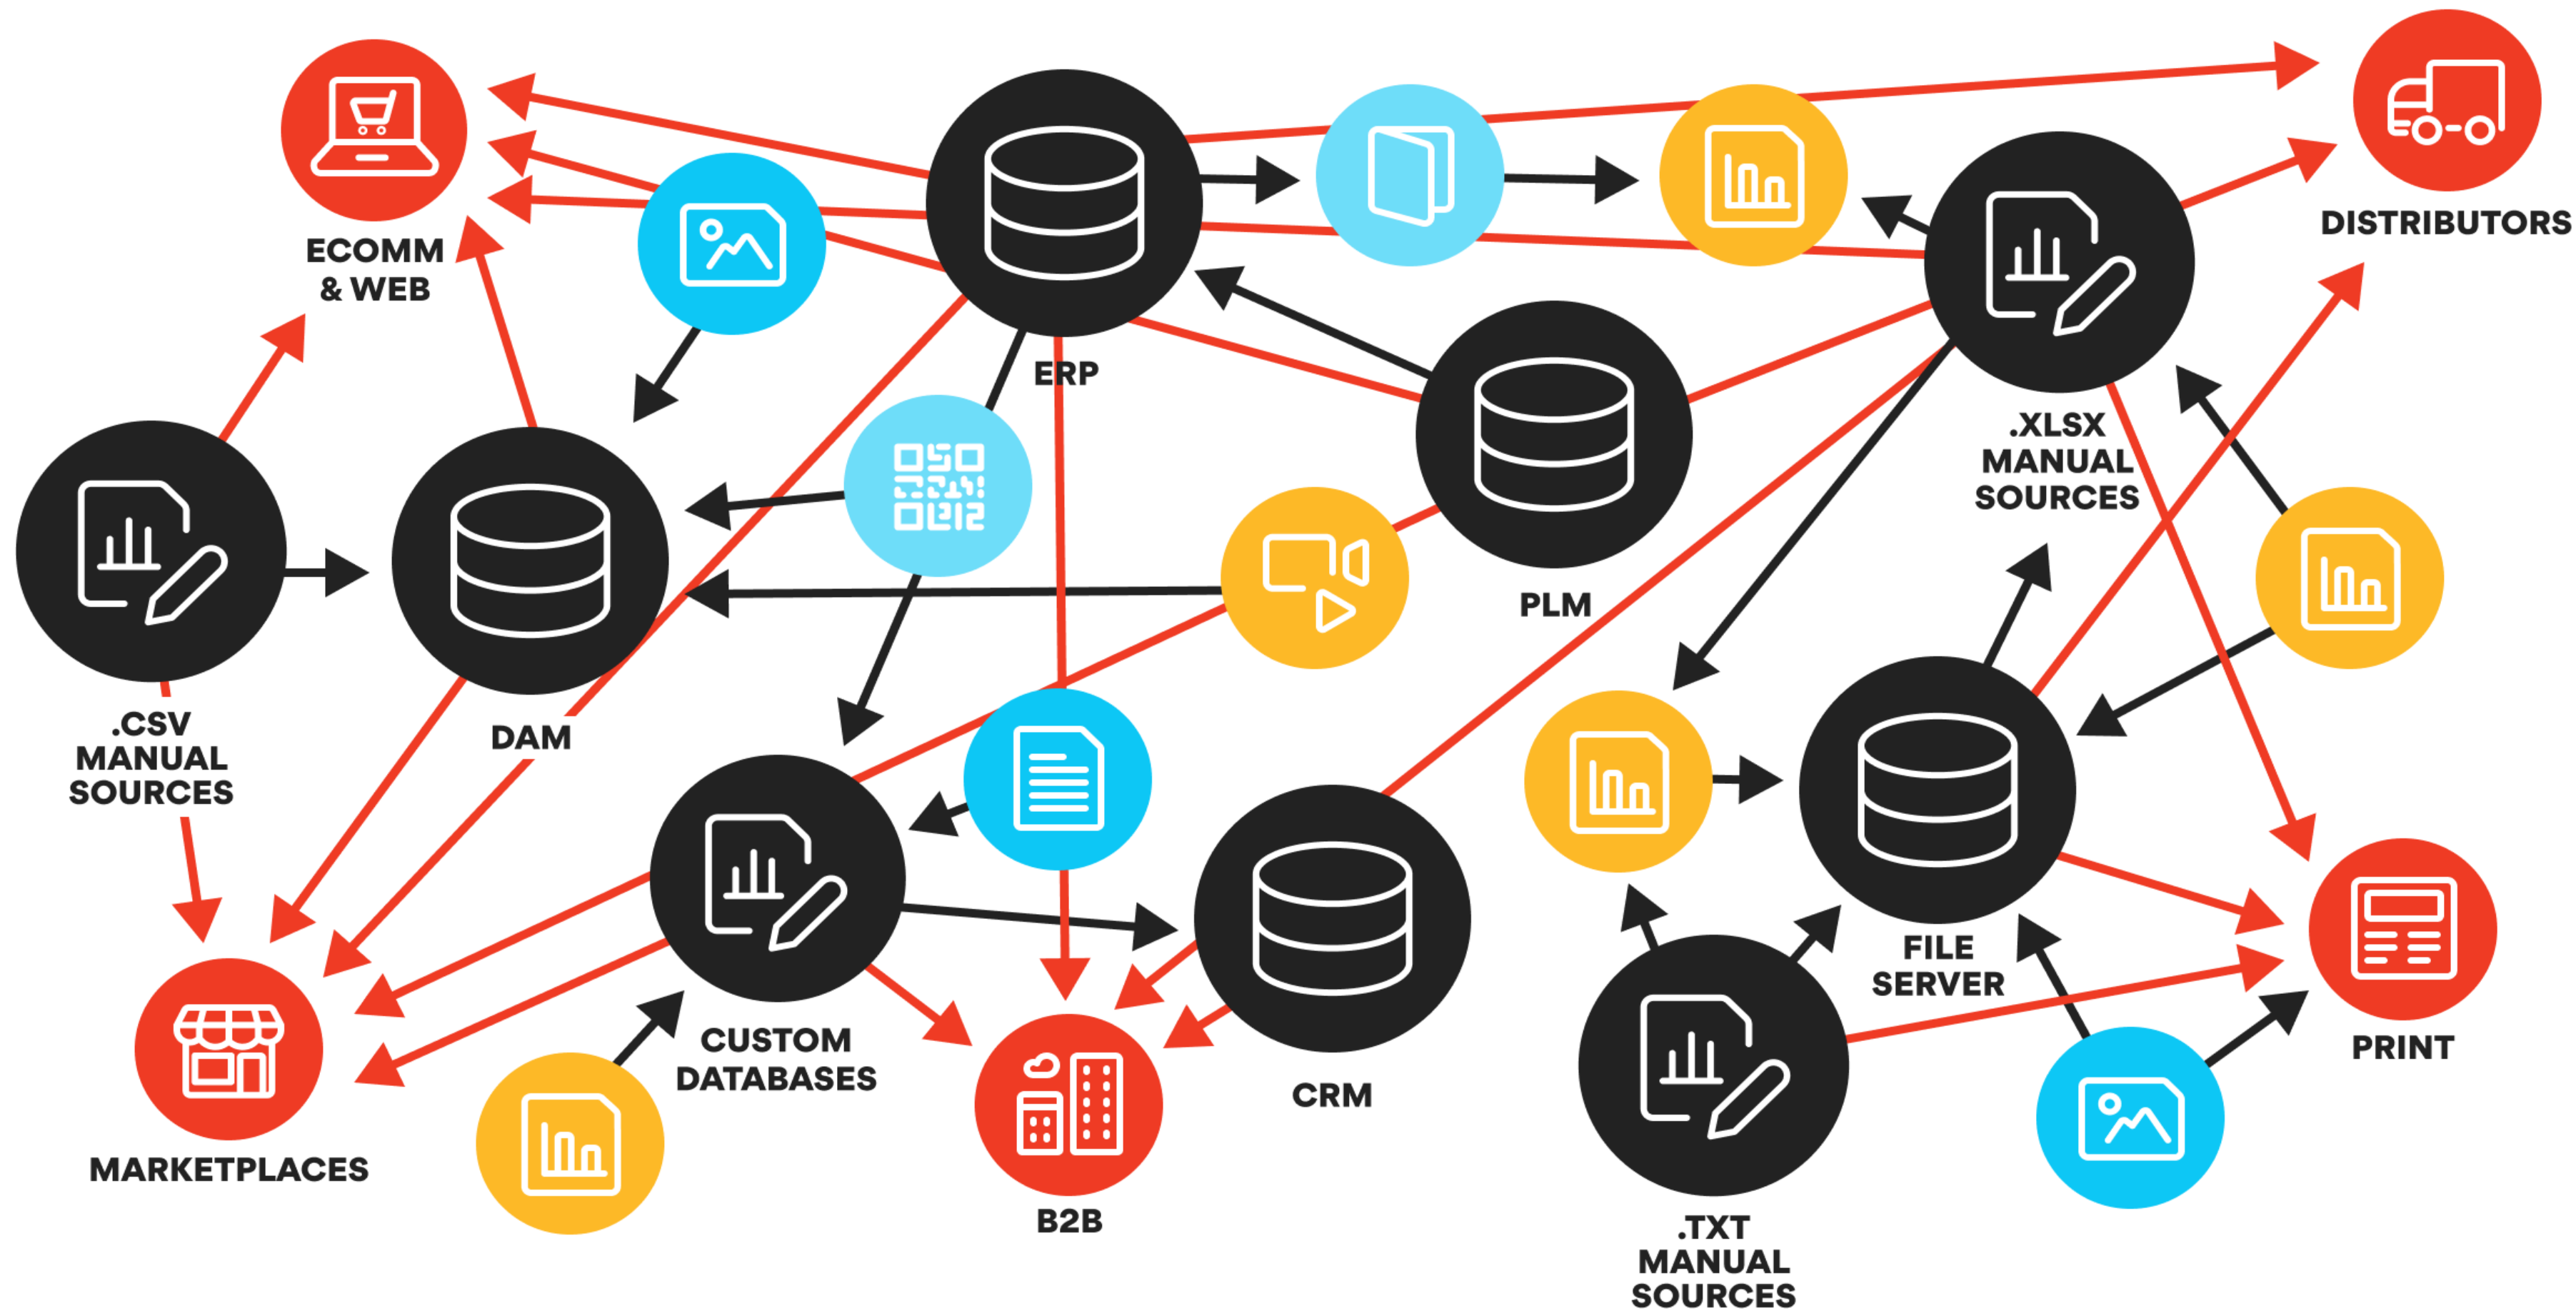 ECOMM
& WEB
DISTRIBUTORS
ERP
.XLSX
MANUAL
SOURCES
PLM
.CSV
MANUAL
SOURCES
DAM
FILE
SERVER
CUSTOM
DATABASES
CRM
PRINT
MARKETPLACES
B2B
.TXT
MANUAL
SOURCES